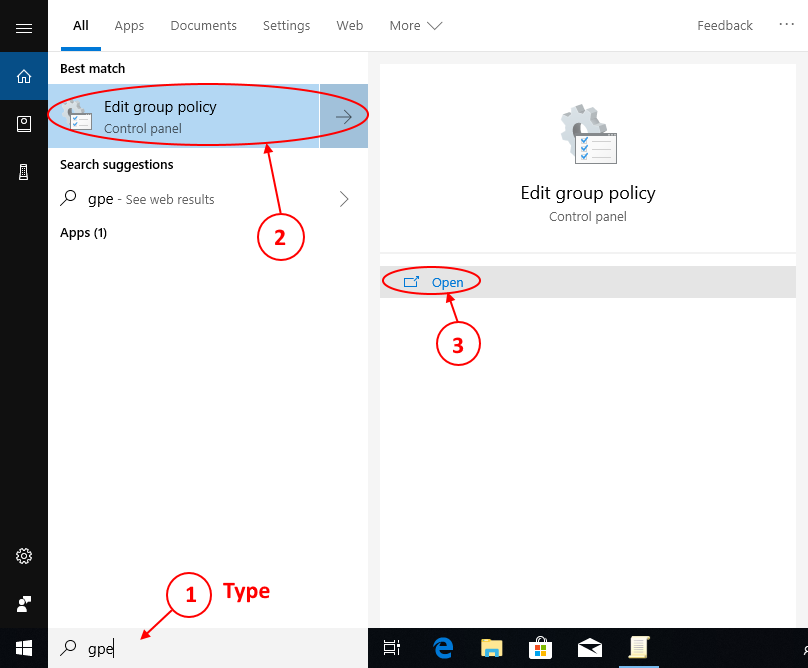 All Apps Documents Settings Web More Feedback ...
Best match
Edit group policy
Control panel
Search suggestions
gpe - See web results
Apps (1)
2
Edit group policy
Control panel
Open
3
1 Type
gpe